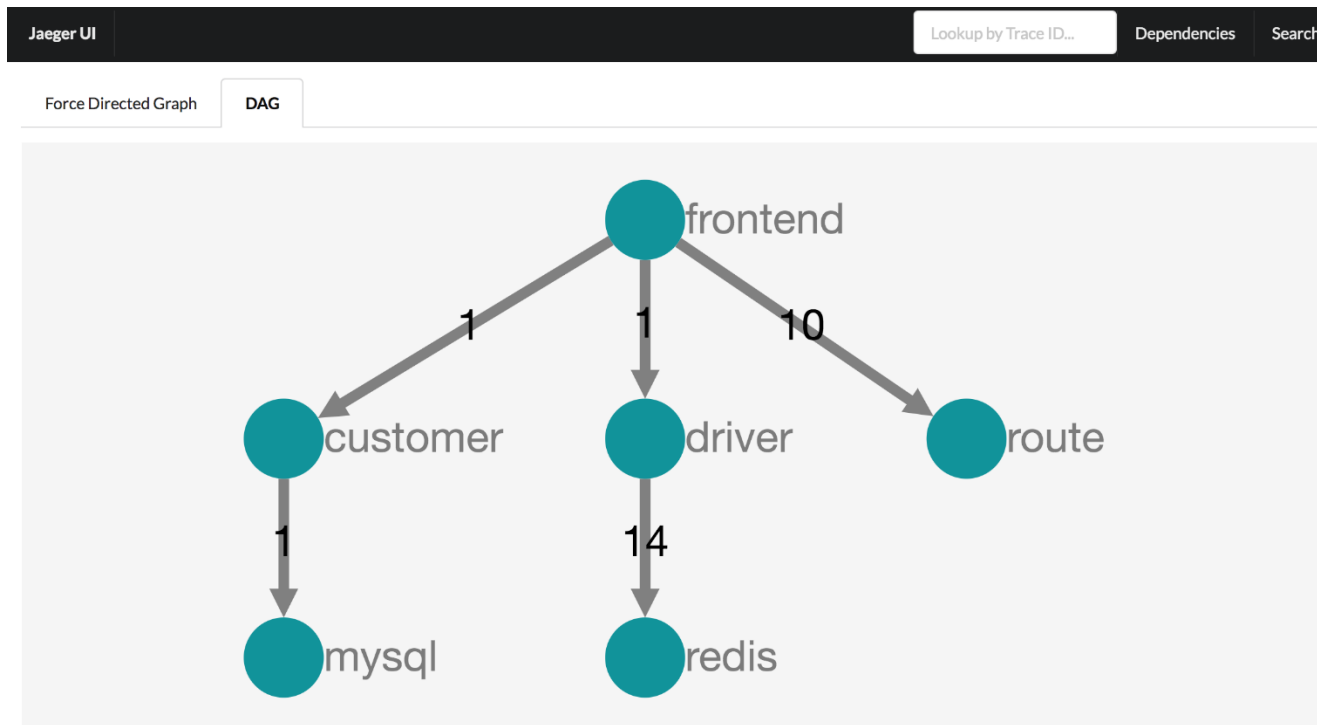 Jaeger UI
Lookup by Trace ID...
Dependencies
Search
Force Directed Graph
DAG
frontend
1
1
10
customer
driver
route
1
14
mysql
redis